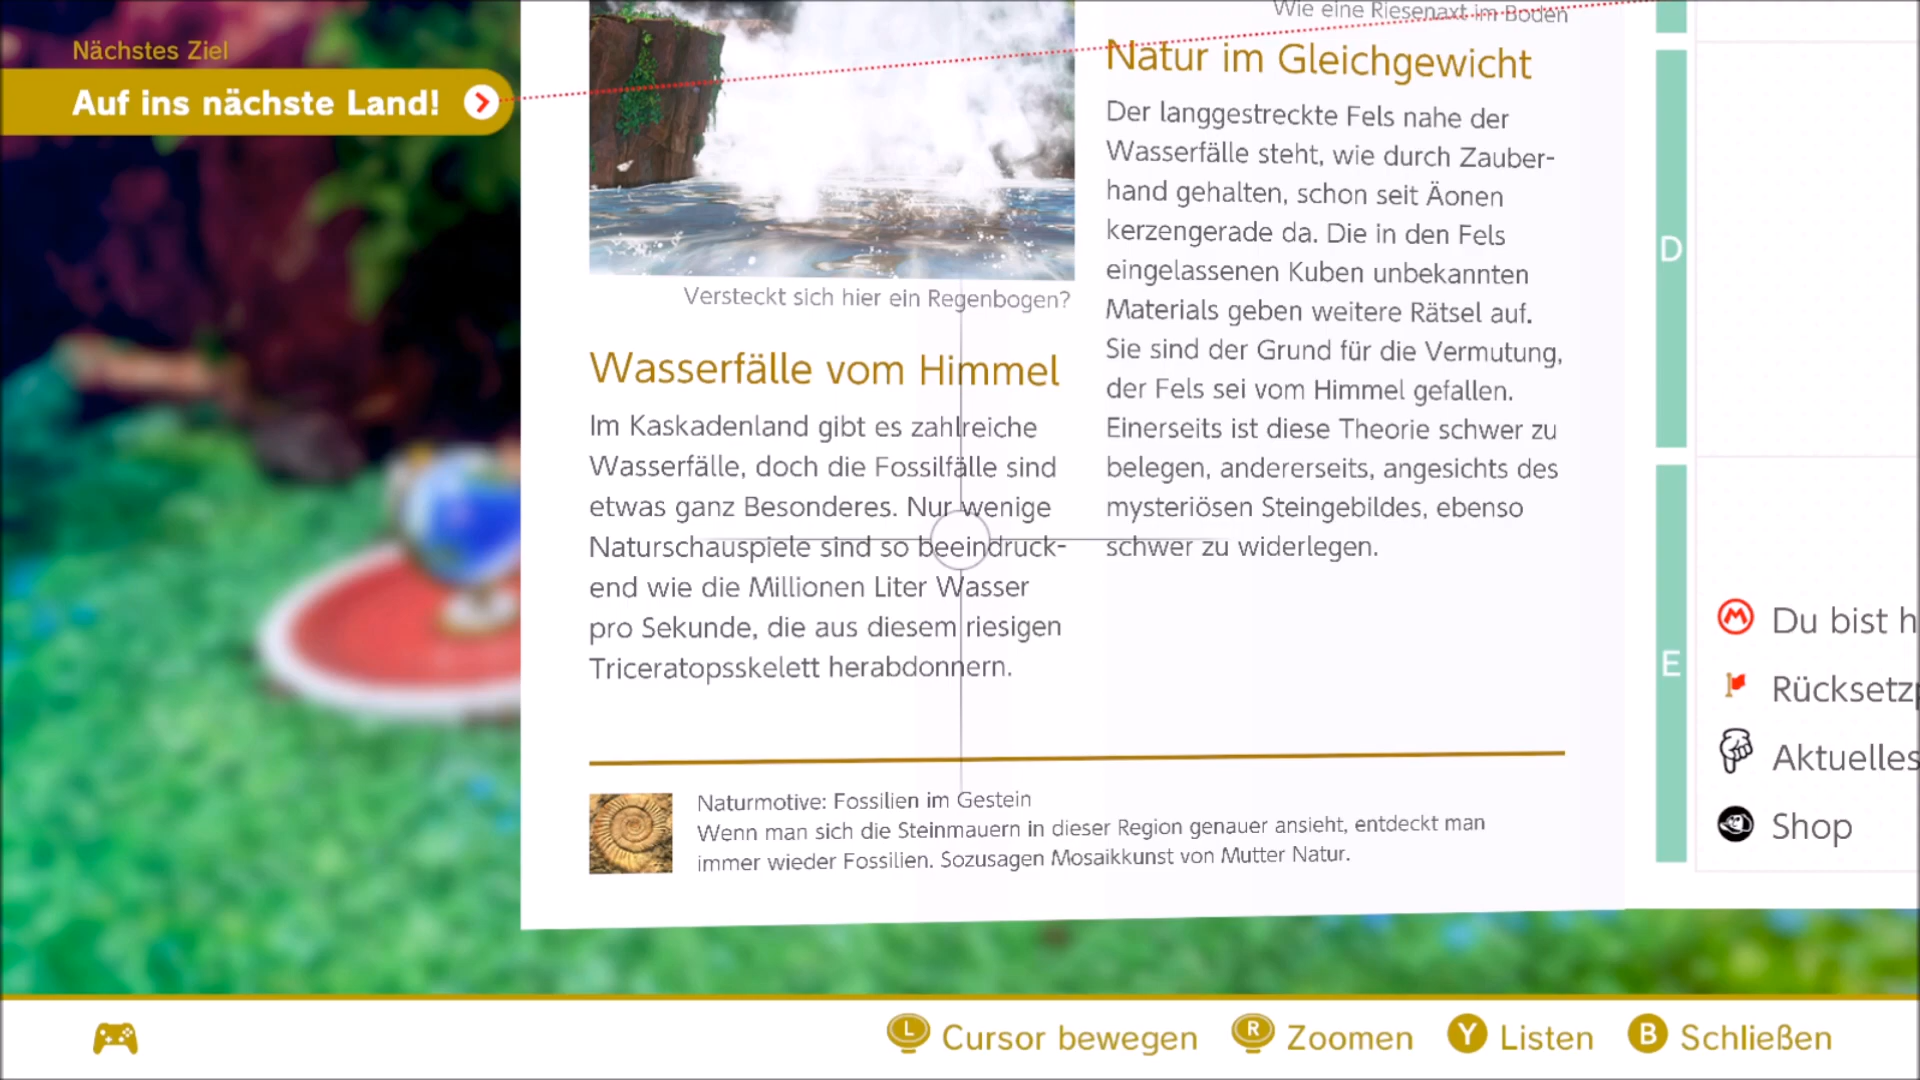 Nächstes Ziel
Auf ins nächste Land!
Versteckt sich hier ein Regenbogen?
Wasserfälle vom Himmel
Im Kaskadenland gibt es zahlreiche
Wasserfälle, doch die Fossilfälle sind
etwas ganz Besonderes. Nur wenige
Naturschauspiele sind so beeindruck-
end wie die Millionen Liter Wasser
pro Sekunde, die aus diesem riesigen
Triceratopsskelett herabdonnern.
Wie eine Riesenaxt im Boden
Natur im Gleichgewicht
Der langgestreckte Fels nahe der
Wasserfälle steht, wie durch Zauber-
hand gehalten, schon seit Äonen
kerzengerade da. Die in den Fels
eingelassenen Kuben unbekannten
Materials geben weitere Rätsel auf.
Sie sind der Grund für die Vermutung,
der Fels sei vom Himmel gefallen.
Einerseits ist diese Theorie schwer zu
belegen, andererseits, angesichts des
mysteriösen Steingebildes, ebenso
schwer zu widerlegen.
Naturmotive: Fossilien im Gestein
Wenn man sich die Steinmauern in dieser Region genauer ansieht, entdeckt man
immer wieder Fossilien. Sozusagen Mosaikkunst von Mutter Natur.
D
E
Du bist h
Rücksetzp
Aktuelles
Shop
L Cursor bewegen R Zoomen Y Listen B Schließen